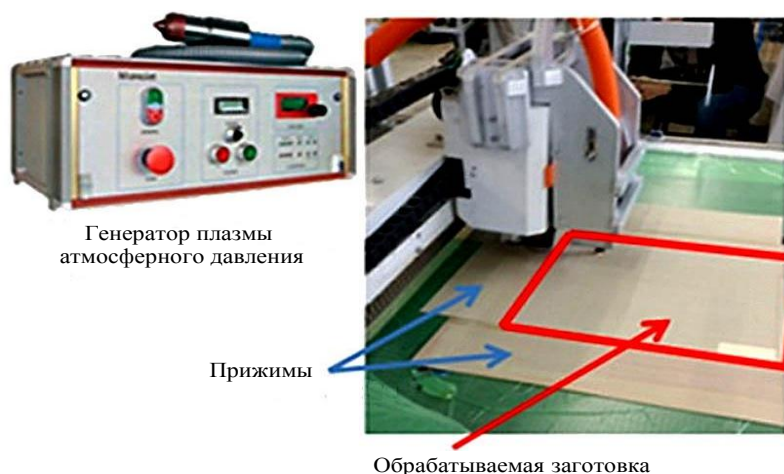 Генератор плазмы
атмосферного давления
Прижимы
Обрабатываемая заготовка